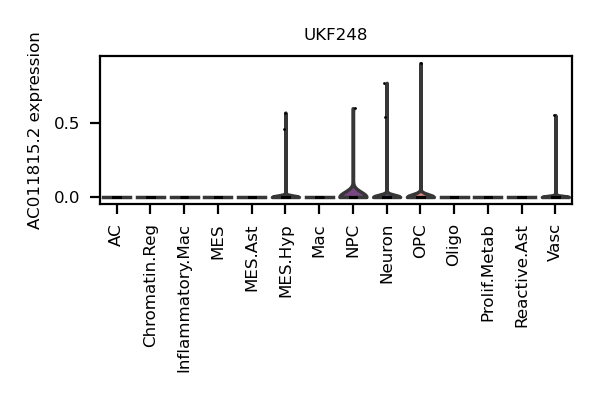 UKF248
AC011815.2 expression
0.5
0.0
AC
Chromatin.Reg
Inflammatory.Mac
MES
MES.Ast
MES.Hyp
Mac
NPC
Neuron
OPC
Oligo
Prolif.Metab
Reactive.Ast
Vasc